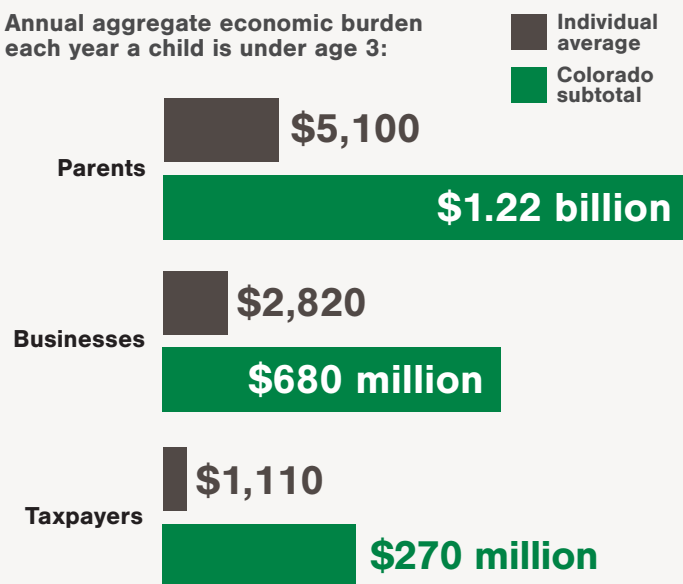 Annual aggregate economic burden
each year a child is under age 3:
Individual
average
Colorado
subtotal
Parents
$5,100
$1.22 billion
Businesses
$2,820
$680 million
Taxpayers
$1,110
$270 million